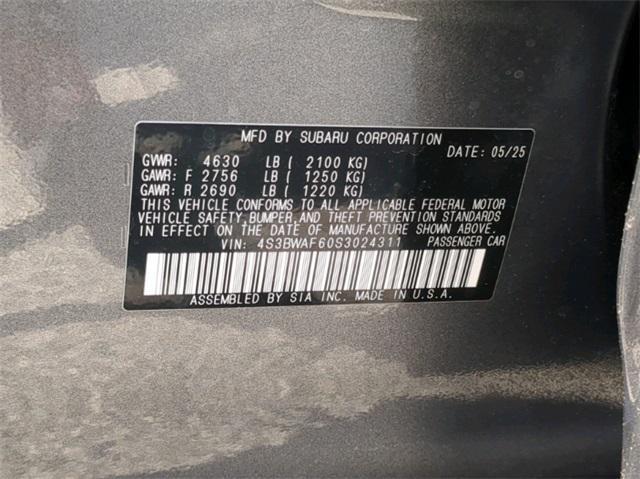 MFD BY SUBARU CORPORATION
DATE: 05/25
GVWR: 4630 LB ( 2100 KG)
GAWR: F 2756 LB ( 1250 KG)
GAWR: R 2690 LB ( 1220 KG)
THIS VEHICLE CONFORMS TO ALL APPLICABLE FEDERAL MOTOR
VEHICLE SAFETY, BUMPER, AND THEFT PREVENTION STANDARDS
IN EFFECT ON THE DATE OF MANUFACTURE SHOWN ABOVE.
VIN: 4S3BWAF60S3024311 PASSENGER CAR
ASSEMBLED BY SIA INC. MADE IN U.S.A.